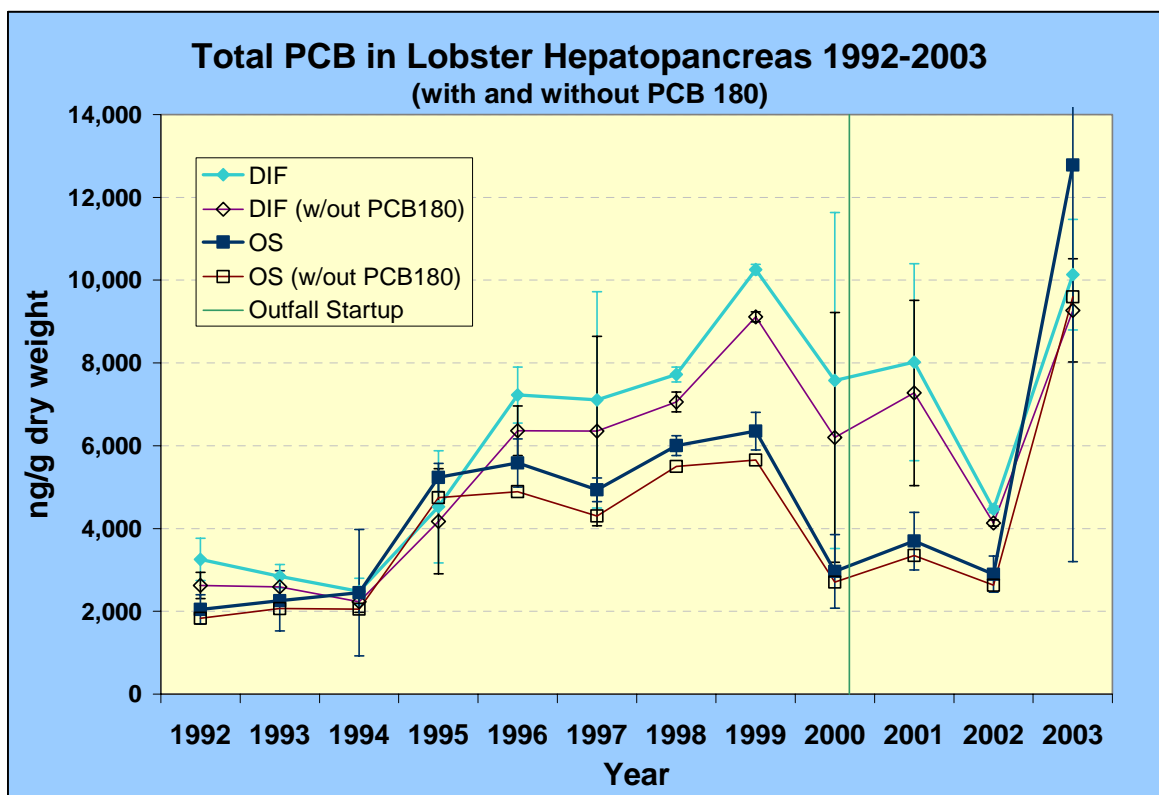 Total PCB in Lobster Hepatopancreas 1992-2003
(with and without PCB 180)
14,000
12,000
10,000
8,000
6,000
4,000
2,000
0
ng/g dry weight
DIF
DIF (w/out PCB180)
OS
OS (w/out PCB180)
Outfall Startup
1992 1993 1994 1995 1996 1997 1998 1999 2000 2001 2002 2003
Year